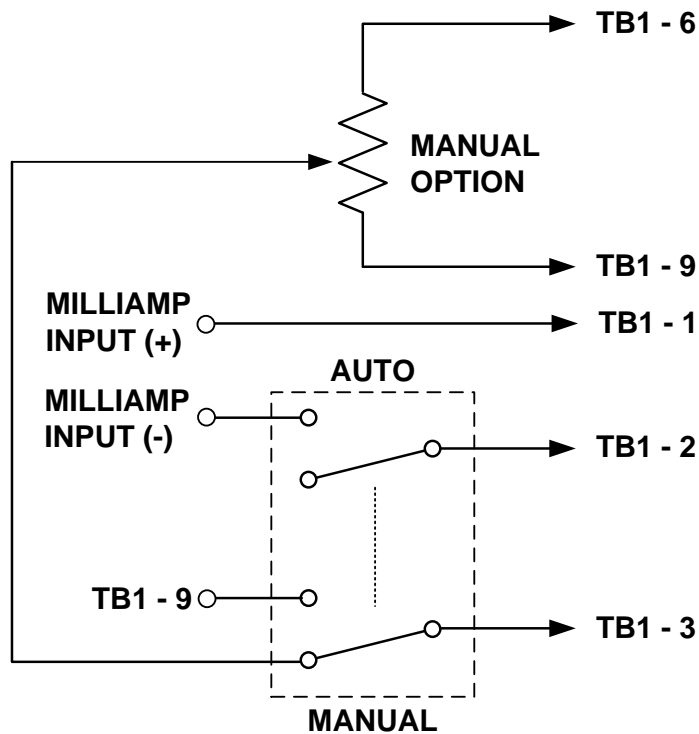 TB1 - 6
MANUAL
OPTION
TB1 - 9
MILLIAMP
INPUT (+)
TB1 - 1
AUTO
MILLIAMP
INPUT (-)
TB1 - 2
TB1 - 9
TB1 - 3
MANUAL